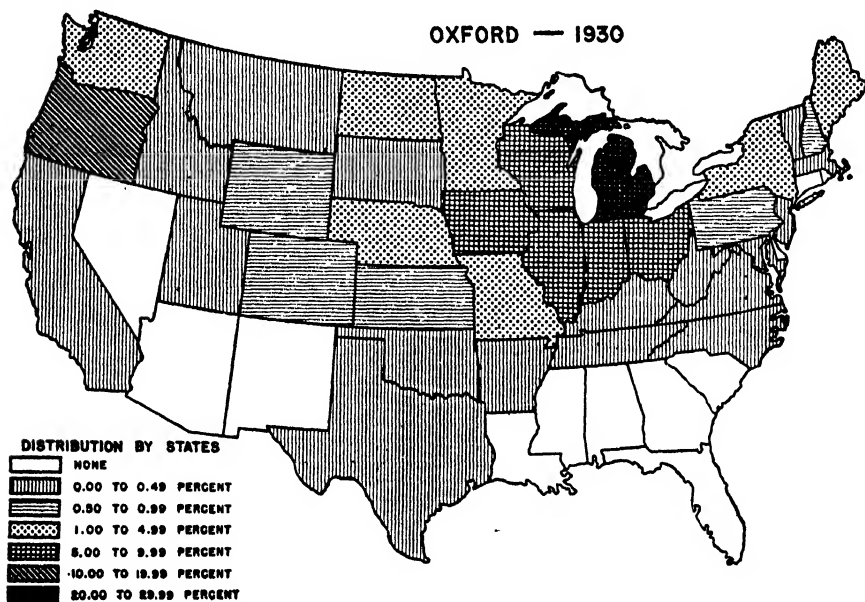 OXFORD — 1930
DISTRIBUTION BY STATES
NONE
0.00 TO 0.49 PERCENT
0.50 TO 0.99 PERCENT
1.00 TO 4.99 PERCENT
5.00 TO 9.99 PERCENT
10.00 TO 19.99 PERCENT
20.00 TO 29.99 PERCENT